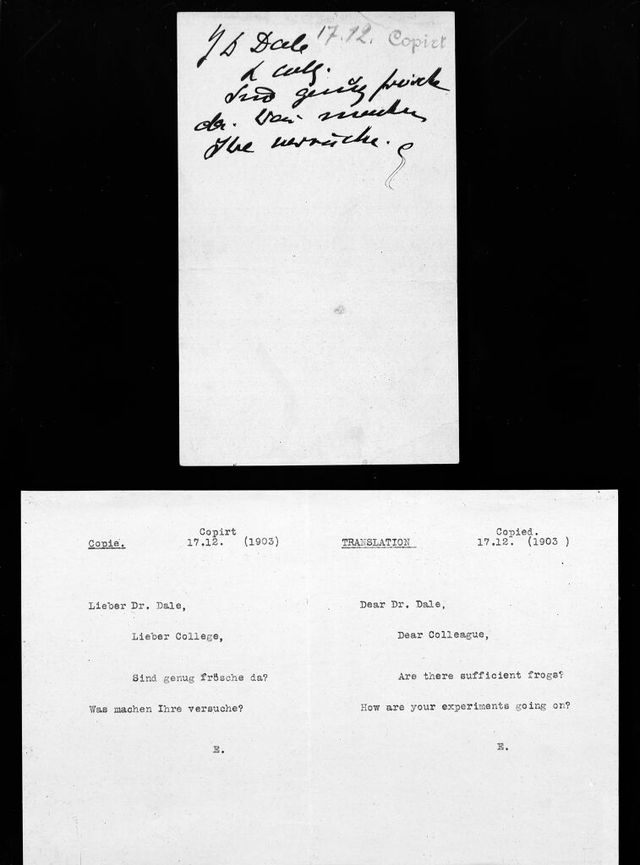 Dr Dale 17.12. Copirt
L Collg.
Sind genug frösche
da. Was machen
Ihre versuche.
E
Copie.
Copirt
17.12. (1903)
Lieber Dr. Dale,
Lieber College,
Sind genug frösche da?
Was machen Ihre versuche?
E.
TRANSLATION
Copied.
17.12. (1903 )
Dear Dr. Dale,
Dear Colleague,
Are there sufficient frogs?
How are your experiments going on?
E.